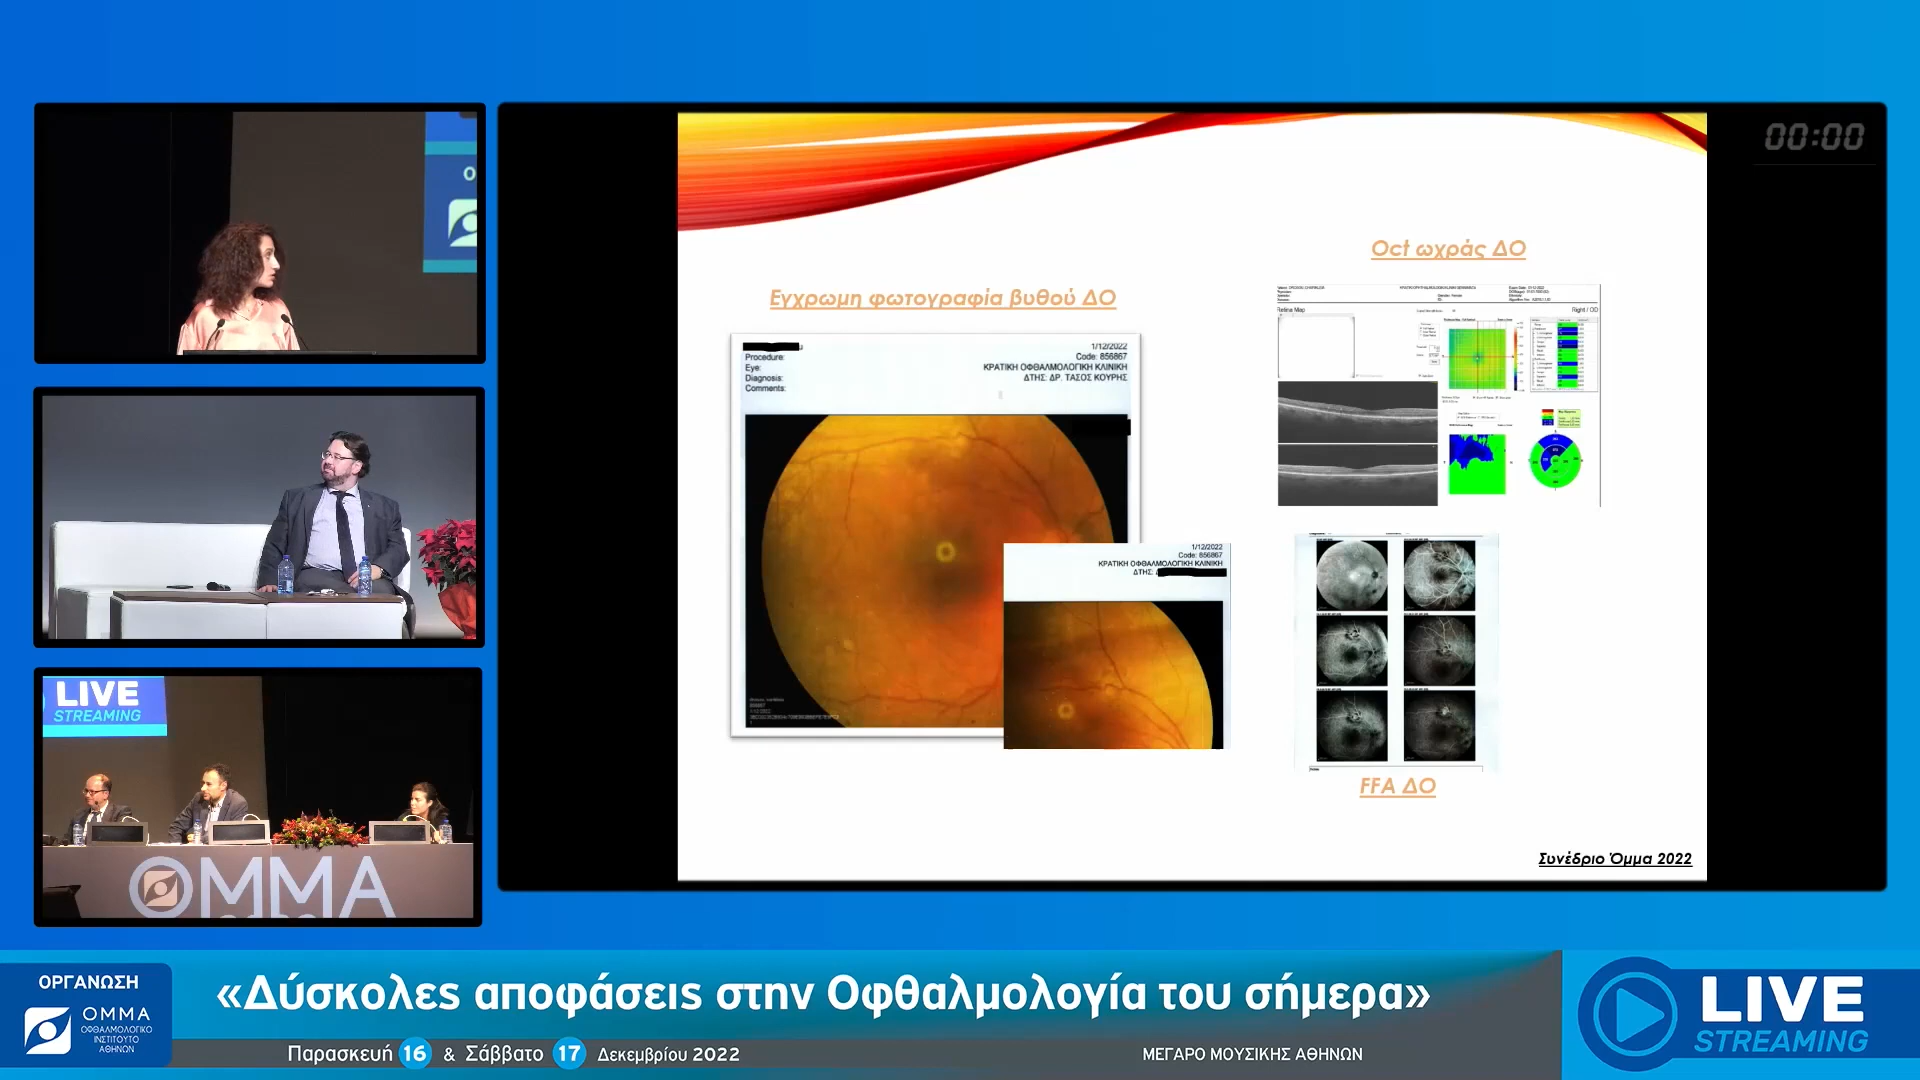 00:00
Εγχρωμη φωτογραφία βυθού ΔΟ
Oct ωχράς ΔΟ
1/12/2022
Procedure:
Code: 856867
Eye:
ΚΡΑΤΙΚΗ ΟΦΘΑΛΜΟΛΟΓΙΚΗ ΚΛΙΝΙΚΗ
Diagnosis:
ΔΤΗΣ: ΔΡ. ΤΑΣΟΣ ΚΟΥΡΗΣ
Comments:
1/12/2022
Code: 856867
ΚΡΑΤΙΚΗ ΟΦΘΑΛΜΟΛΟΓΙΚΗ ΚΛΙΝΙΚΗ
ΔΤΗΣ:
Retina Map
Right / OD
FFA ΔΟ
Συνέδριο Όμμα 2022
LIVE
STREAMING
OMMA
ΟΡΓΑΝΩΣΗ
ΟΜΜΑ
ΟΦΘΑΛΜΟΛΟΓΙΚΟ
ΙΝΣΤΙΤΟΥΤΟ
ΑΘΗΝΩΝ
«Δύσκολες αποφάσεις στην Οφθαλμολογία του σήμερα»
Παρασκευή 16 & Σάββατο 17 Δεκεμβρίου 2022
ΜΕΓΑΡΟ ΜΟΥΣΙΚΗΣ ΑΘΗΝΩΝ
LIVE
STREAMING